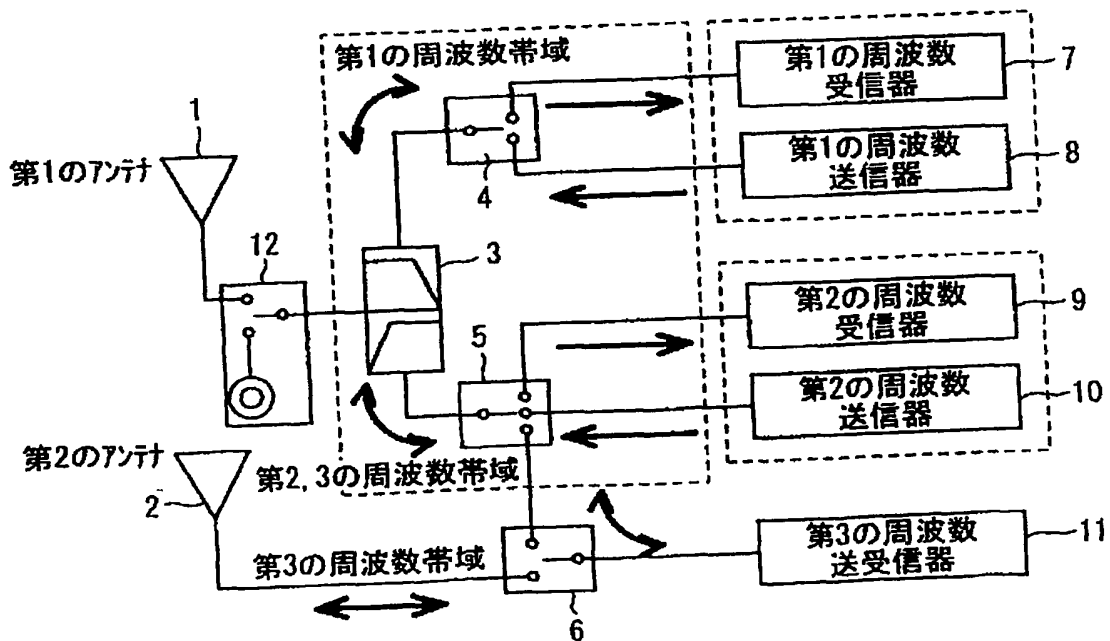 第1の周波数帯域
第1の周波数
受信器
7
第1の周波数
送信器
8
4
1
第1のアンテナ
12
3
第2の周波数
受信器
9
5
第2の周波数
送信器
10
第2のアンテナ
2
第2,3の周波数帯域
第3の周波数帯域
6
第3の周波数
送受信器
11